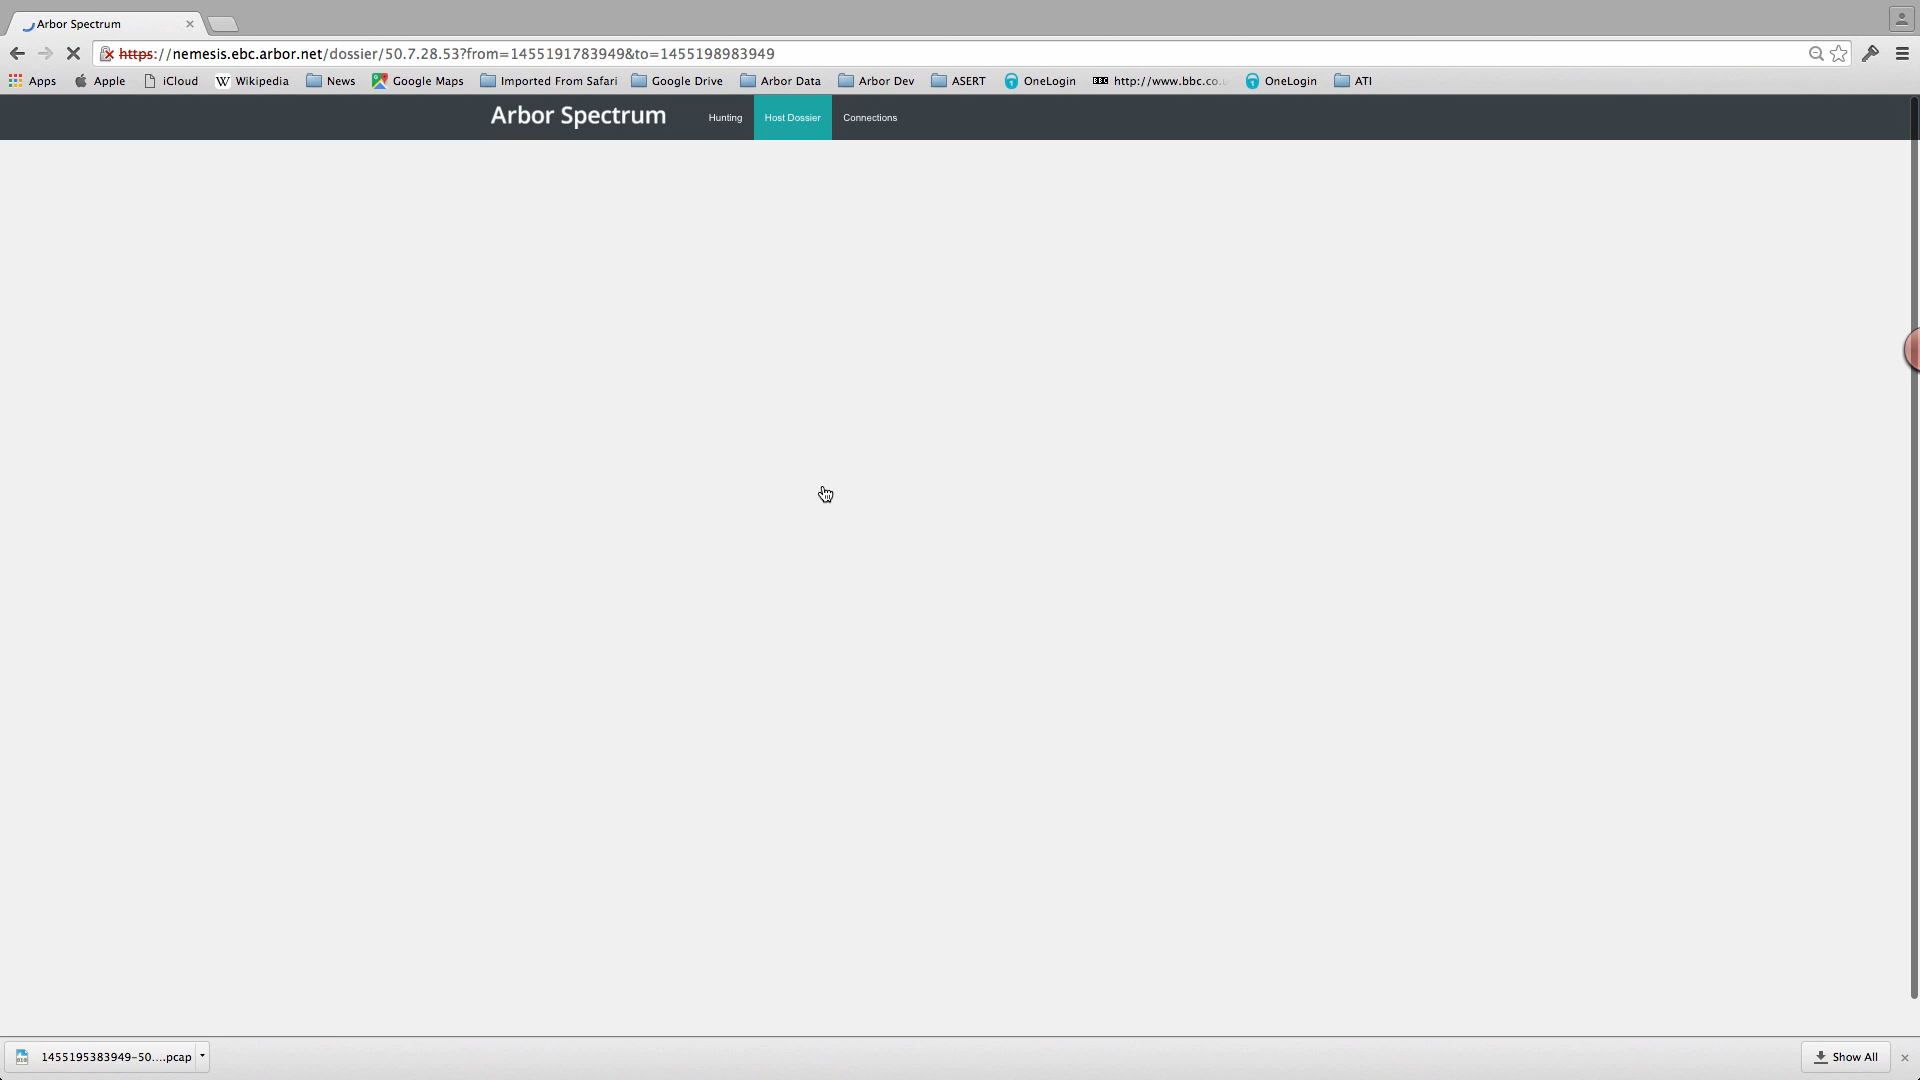 Arbor Spectrum
https://nemesis.ebc.arbor.net/dossier/50.7.28.53?from=1455191783949&to=1455198983949
Apps Apple iCloud Wikipedia News Google Maps Imported From Safari Google Drive Arbor Data Arbor Dev ASERT OneLogin BBC http://www.bbc.co. OneLogin ATI
Arbor Spectrum Hunting Host Dossier Connections
1455195383949-50....pcap Show All